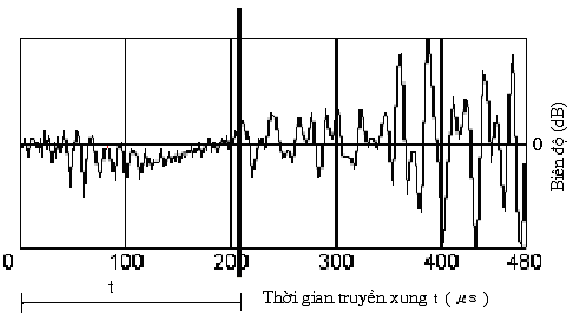 0
Biên độ (dB)
0 100 200 300 400 480
t
Thời gian truyền xung t ( μs )